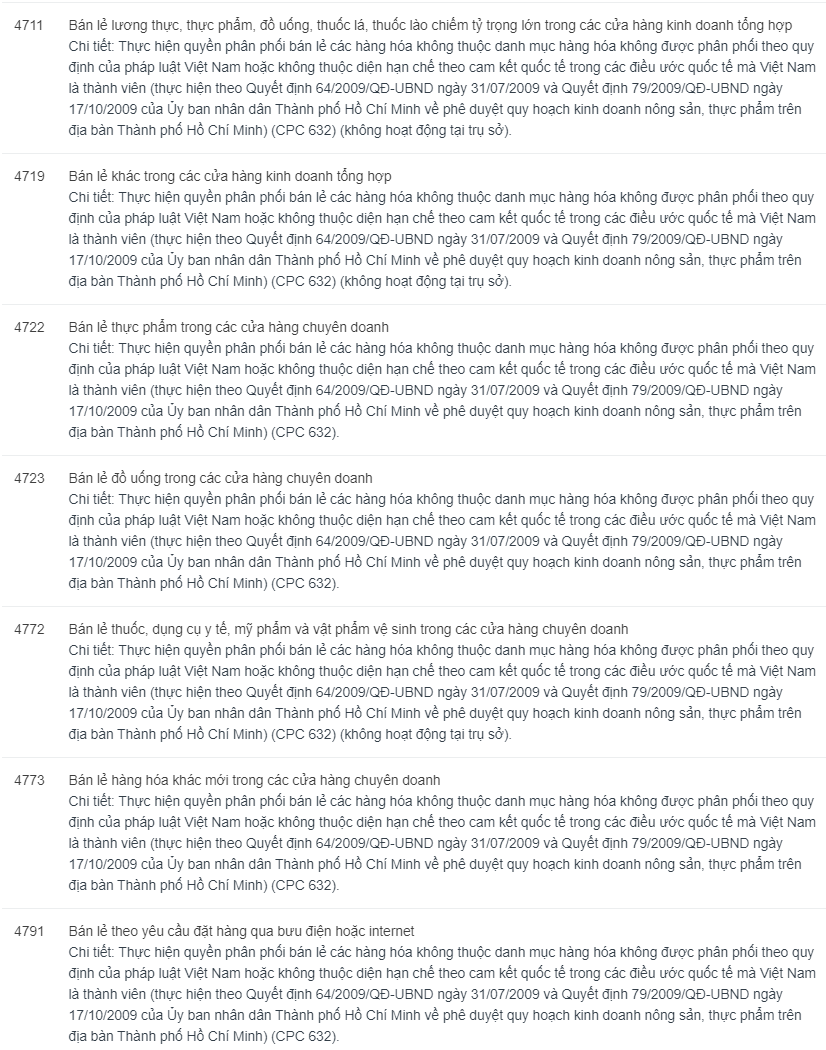 4711 Bán lẻ lương thực, thực phẩm, đồ uống, thuốc lá, thuốc lào chiếm tỷ trọng lớn trong các cửa hàng kinh doanh tổng hợp
Chi tiết: Thực hiện quyền phân phối bán lẻ các hàng hóa không thuộc danh mục hàng hóa không được phân phối theo quy
định của pháp luật Việt Nam hoặc không thuộc diện hạn chế theo cam kết quốc tế trong các điều ước quốc tế mà Việt Nam
là thành viên (thực hiện theo Quyết định 64/2009/QĐ-UBND ngày 31/07/2009 và Quyết định 79/2009/QĐ-UBND ngày
17/10/2009 của Ủy ban nhân dân Thành phố Hồ Chí Minh về phê duyệt quy hoạch kinh doanh nông sản, thực phẩm trên
địa bàn Thành phố Hồ Chí Minh) (CPC 632) (không hoạt động tại trụ sở).
4719 Bán lẻ khác trong các cửa hàng kinh doanh tổng hợp
Chi tiết: Thực hiện quyền phân phối bán lẻ các hàng hóa không thuộc danh mục hàng hóa không được phân phối theo quy
định của pháp luật Việt Nam hoặc không thuộc diện hạn chế theo cam kết quốc tế trong các điều ước quốc tế mà Việt Nam
là thành viên (thực hiện theo Quyết định 64/2009/QĐ-UBND ngày 31/07/2009 và Quyết định 79/2009/QĐ-UBND ngày
17/10/2009 của Ủy ban nhân dân Thành phố Hồ Chí Minh về phê duyệt quy hoạch kinh doanh nông sản, thực phẩm trên
địa bàn Thành phố Hồ Chí Minh) (CPC 632) (không hoạt động tại trụ sở).
4722 Bán lẻ thực phẩm trong các cửa hàng chuyên doanh
Chi tiết: Thực hiện quyền phân phối bán lẻ các hàng hóa không thuộc danh mục hàng hóa không được phân phối theo quy
định của pháp luật Việt Nam hoặc không thuộc diện hạn chế theo cam kết quốc tế trong các điều ước quốc tế mà Việt Nam
là thành viên (thực hiện theo Quyết định 64/2009/QĐ-UBND ngày 31/07/2009 và Quyết định 79/2009/QĐ-UBND ngày
17/10/2009 của Ủy ban nhân dân Thành phố Hồ Chí Minh về phê duyệt quy hoạch kinh doanh nông sản, thực phẩm trên
địa bàn Thành phố Hồ Chí Minh) (CPC 632).
4723 Bán lẻ đồ uống trong các cửa hàng chuyên doanh
Chi tiết: Thực hiện quyền phân phối bán lẻ các hàng hóa không thuộc danh mục hàng hóa không được phân phối theo quy
định của pháp luật Việt Nam hoặc không thuộc diện hạn chế theo cam kết quốc tế trong các điều ước quốc tế mà Việt Nam
là thành viên (thực hiện theo Quyết định 64/2009/QĐ-UBND ngày 31/07/2009 và Quyết định 79/2009/QĐ-UBND ngày
17/10/2009 của Ủy ban nhân dân Thành phố Hồ Chí Minh về phê duyệt quy hoạch kinh doanh nông sản, thực phẩm trên
địa bàn Thành phố Hồ Chí Minh) (CPC 632).
4772 Bán lẻ thuốc, dụng cụ y tế, mỹ phẩm và vật phẩm vệ sinh trong các cửa hàng chuyên doanh
Chi tiết: Thực hiện quyền phân phối bán lẻ các hàng hóa không thuộc danh mục hàng hóa không được phân phối theo quy
định của pháp luật Việt Nam hoặc không thuộc diện hạn chế theo cam kết quốc tế trong các điều ước quốc tế mà Việt Nam
là thành viên (thực hiện theo Quyết định 64/2009/QĐ-UBND ngày 31/07/2009 và Quyết định 79/2009/QĐ-UBND ngày
17/10/2009 của Ủy ban nhân dân Thành phố Hồ Chí Minh về phê duyệt quy hoạch kinh doanh nông sản, thực phẩm trên
địa bàn Thành phố Hồ Chí Minh) (CPC 632) (không hoạt động tại trụ sở).
4773 Bán lẻ hàng hóa khác mới trong các cửa hàng chuyên doanh
Chi tiết: Thực hiện quyền phân phối bán lẻ các hàng hóa không thuộc danh mục hàng hóa không được phân phối theo quy
định của pháp luật Việt Nam hoặc không thuộc diện hạn chế theo cam kết quốc tế trong các điều ước quốc tế mà Việt Nam
là thành viên (thực hiện theo Quyết định 64/2009/QĐ-UBND ngày 31/07/2009 và Quyết định 79/2009/QĐ-UBND ngày
17/10/2009 của Ủy ban nhân dân Thành phố Hồ Chí Minh về phê duyệt quy hoạch kinh doanh nông sản, thực phẩm trên
địa bàn Thành phố Hồ Chí Minh) (CPC 632).
4791 Bán lẻ theo yêu cầu đặt hàng qua bưu điện hoặc internet
Chi tiết: Thực hiện quyền phân phối bán lẻ các hàng hóa không thuộc danh mục hàng hóa không được phân phối theo quy
định của pháp luật Việt Nam hoặc không thuộc diện hạn chế theo cam kết quốc tế trong các điều ước quốc tế mà Việt Nam
là thành viên (thực hiện theo Quyết định 64/2009/QĐ-UBND ngày 31/07/2009 và Quyết định 79/2009/QĐ-UBND ngày
17/10/2009 của Ủy ban nhân dân Thành phố Hồ Chí Minh về phê duyệt quy hoạch kinh doanh nông sản, thực phẩm trên
địa bàn Thành phố Hồ Chí Minh) (CPC 632).